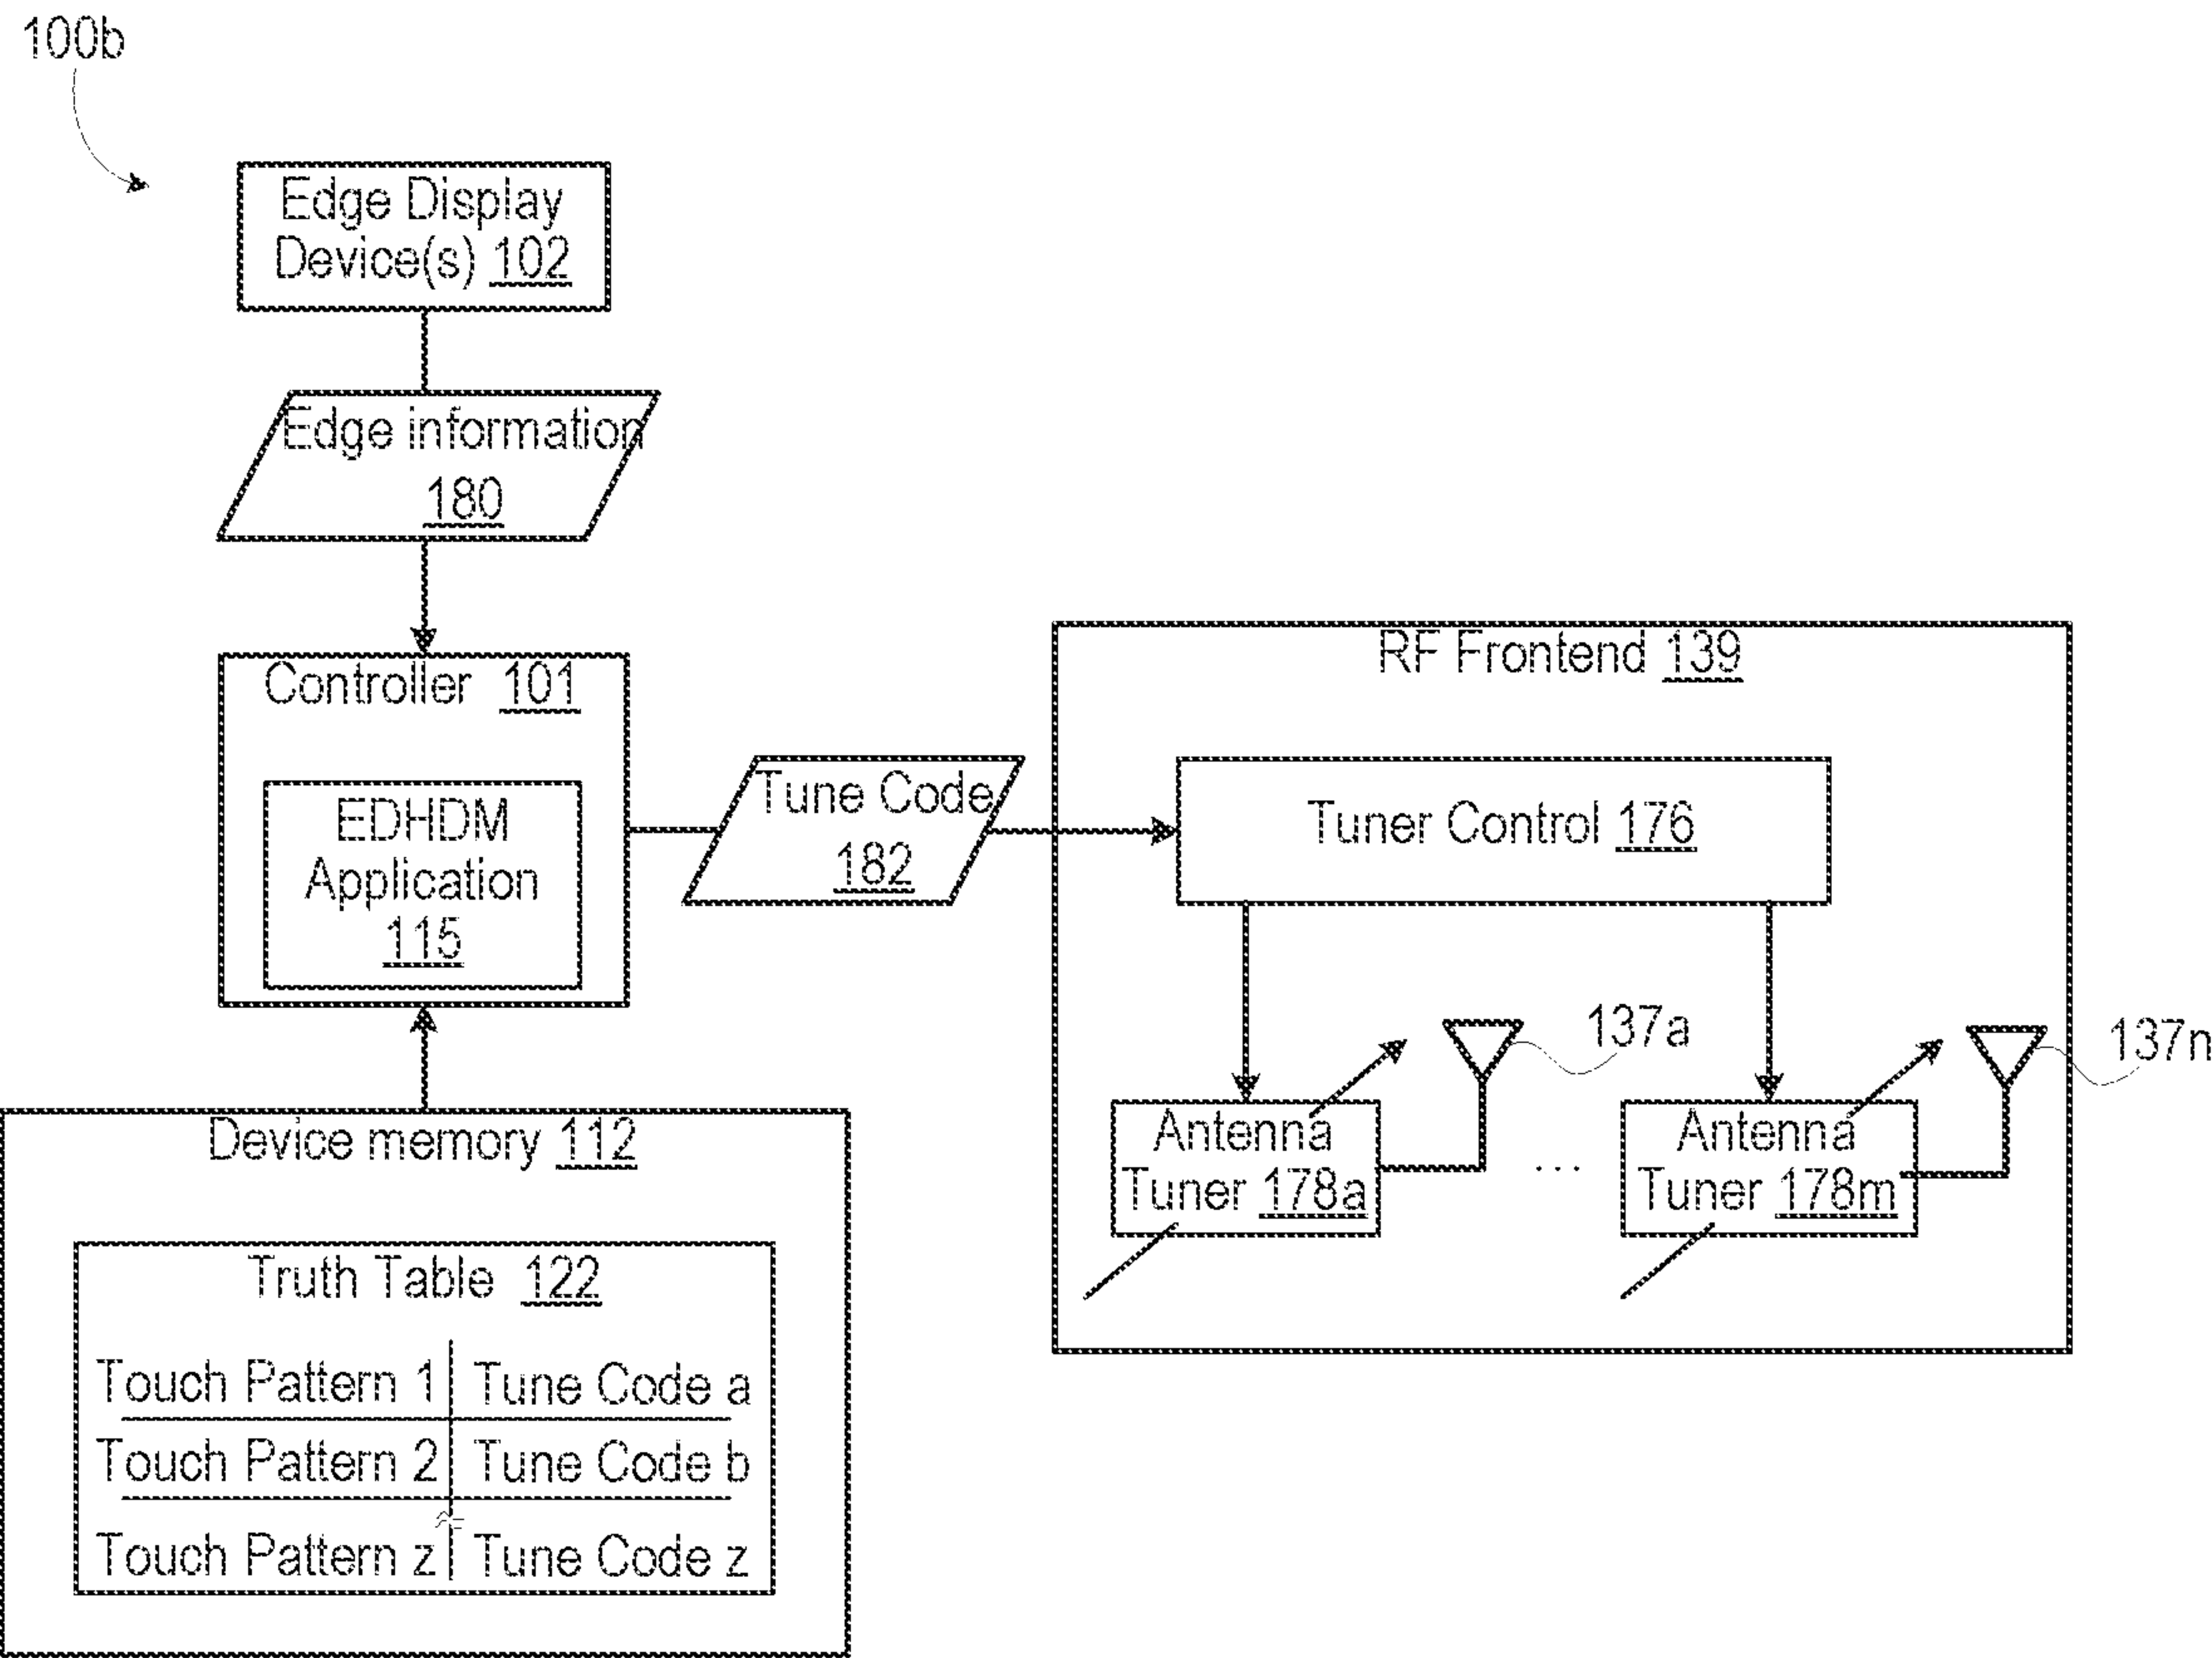 100b
Edge Display
Device(s) 102
Edge information
180
Controller 101
EDHDM
Application
115
Tune Code
182
RF Frontend 139
Tuner Control 176
137a
137n
Antenna
Tuner 178a
...
Antenna
Tuner 178m
Device memory 112
Truth Table 122
Touch Pattern 1 Tune Code a
Touch Pattern 2 Tune Code b
Touch Pattern z Tune Code z